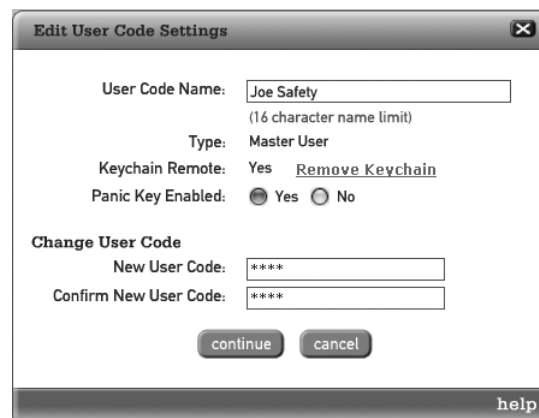 Edit User Code Settings
User Code Name: Joe Safety
(16 character name limit)
Type: Master User
Keychain Remote: Yes Remove Keychain
Panic Key Enabled: Yes No
Change User Code
New User Code: ****
Confirm New User Code: ****
continue cancel
help